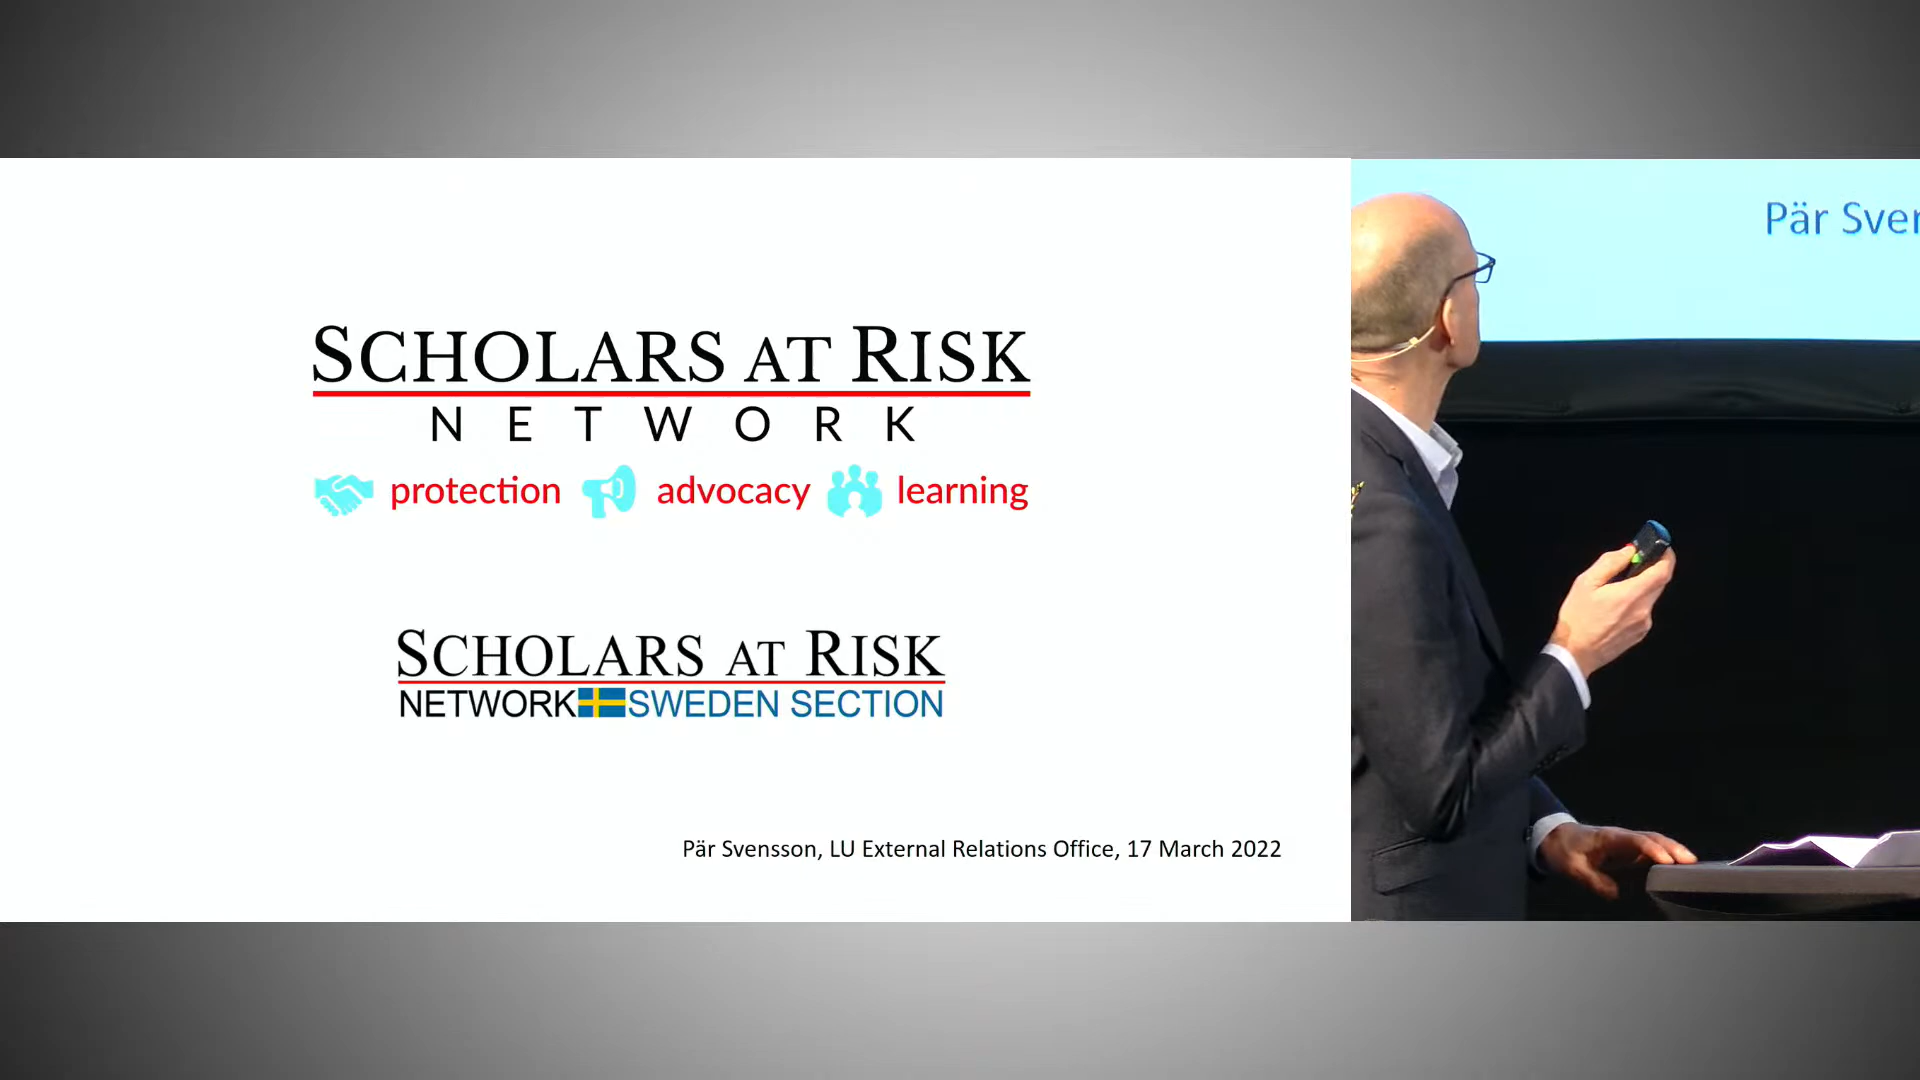 SCHOLARS AT RISK
NETWORK
protection advocacy learning
SCHOLARS AT RISK
NETWORK SWEDEN SECTION
Pär Svensson, LU External Relations Office, 17 March 2022
Pär